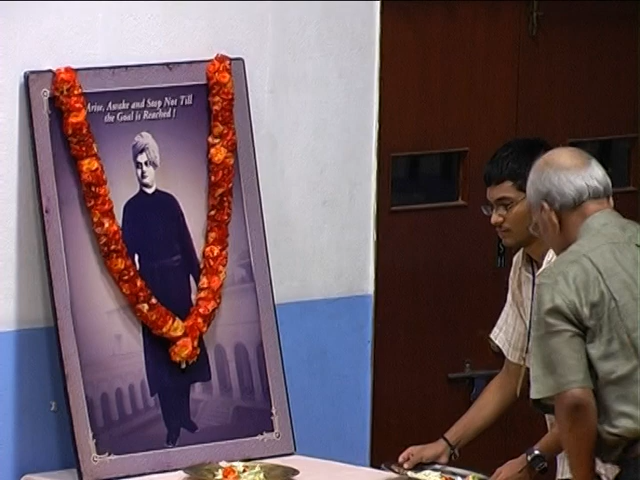 Arise, Awake and Stop Not Till
the Goal is Reached !